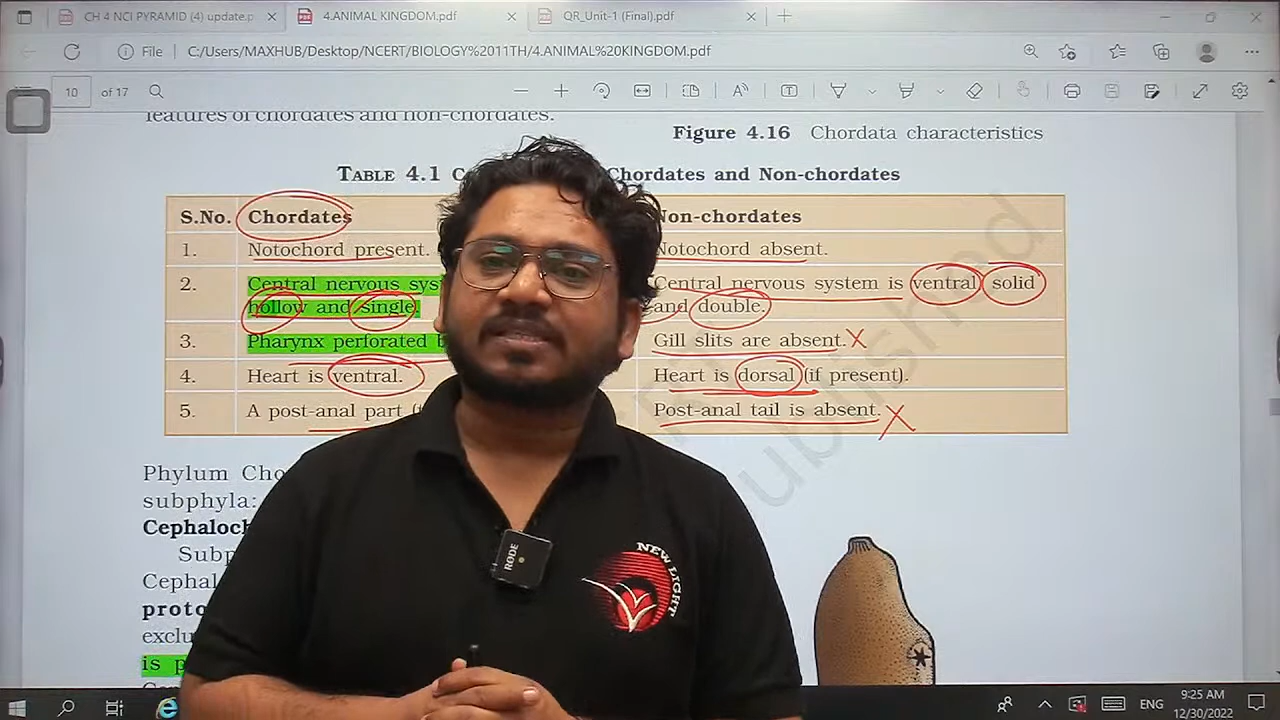 CH 4 NCI PYRAMID (4) update.p
4.ANIMAL KINGDOM.pdf
QR_Unit-1 (Final).pdf
File C:/Users/MAXHUB/Desktop/NCERT/BIOLOGY%2011TH/4.ANIMAL%20KINGDOM.pdf
10 of 17
features of chordates and non-chordates.
Figure 4.16 Chordata characteristics
TABLE 4.1 C Chordates and Non-chordates
S.No. Chordates Non-chordates
1. Notochord present. Notochord absent.
2. Central nervous sys Central nervous system is ventral, solid
hollow and single. and double.
3. Pharynx perforated b Gill slits are absent.
4. Heart is ventral. Heart is dorsal (if present).
5. A post-anal part (t Post-anal tail is absent.
Phylum Cho
subphyla:
Cephaloch
Subp
Cephal
proto
exclu
is p
RODE
NEW LIGHT
ublished
ENG
9:25 AM
12/30/2022